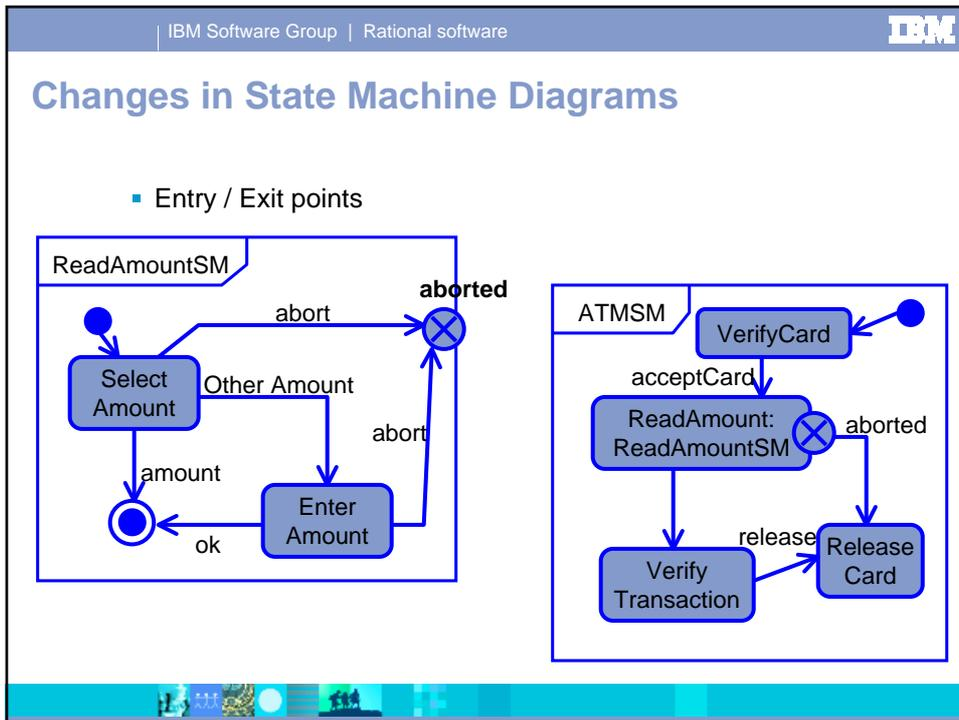 IBM Software Group | Rational software
IBM
Changes in State Machine Diagrams
Entry / Exit points
ReadAmountSM
aborted
abort
Select
Amount
Other Amount
abort
amount
Enter
Amount
ok
ATMSM
VerifyCard
acceptCard
ReadAmount:
ReadAmountSM
aborted
release
Release
Card
Verify
Transaction